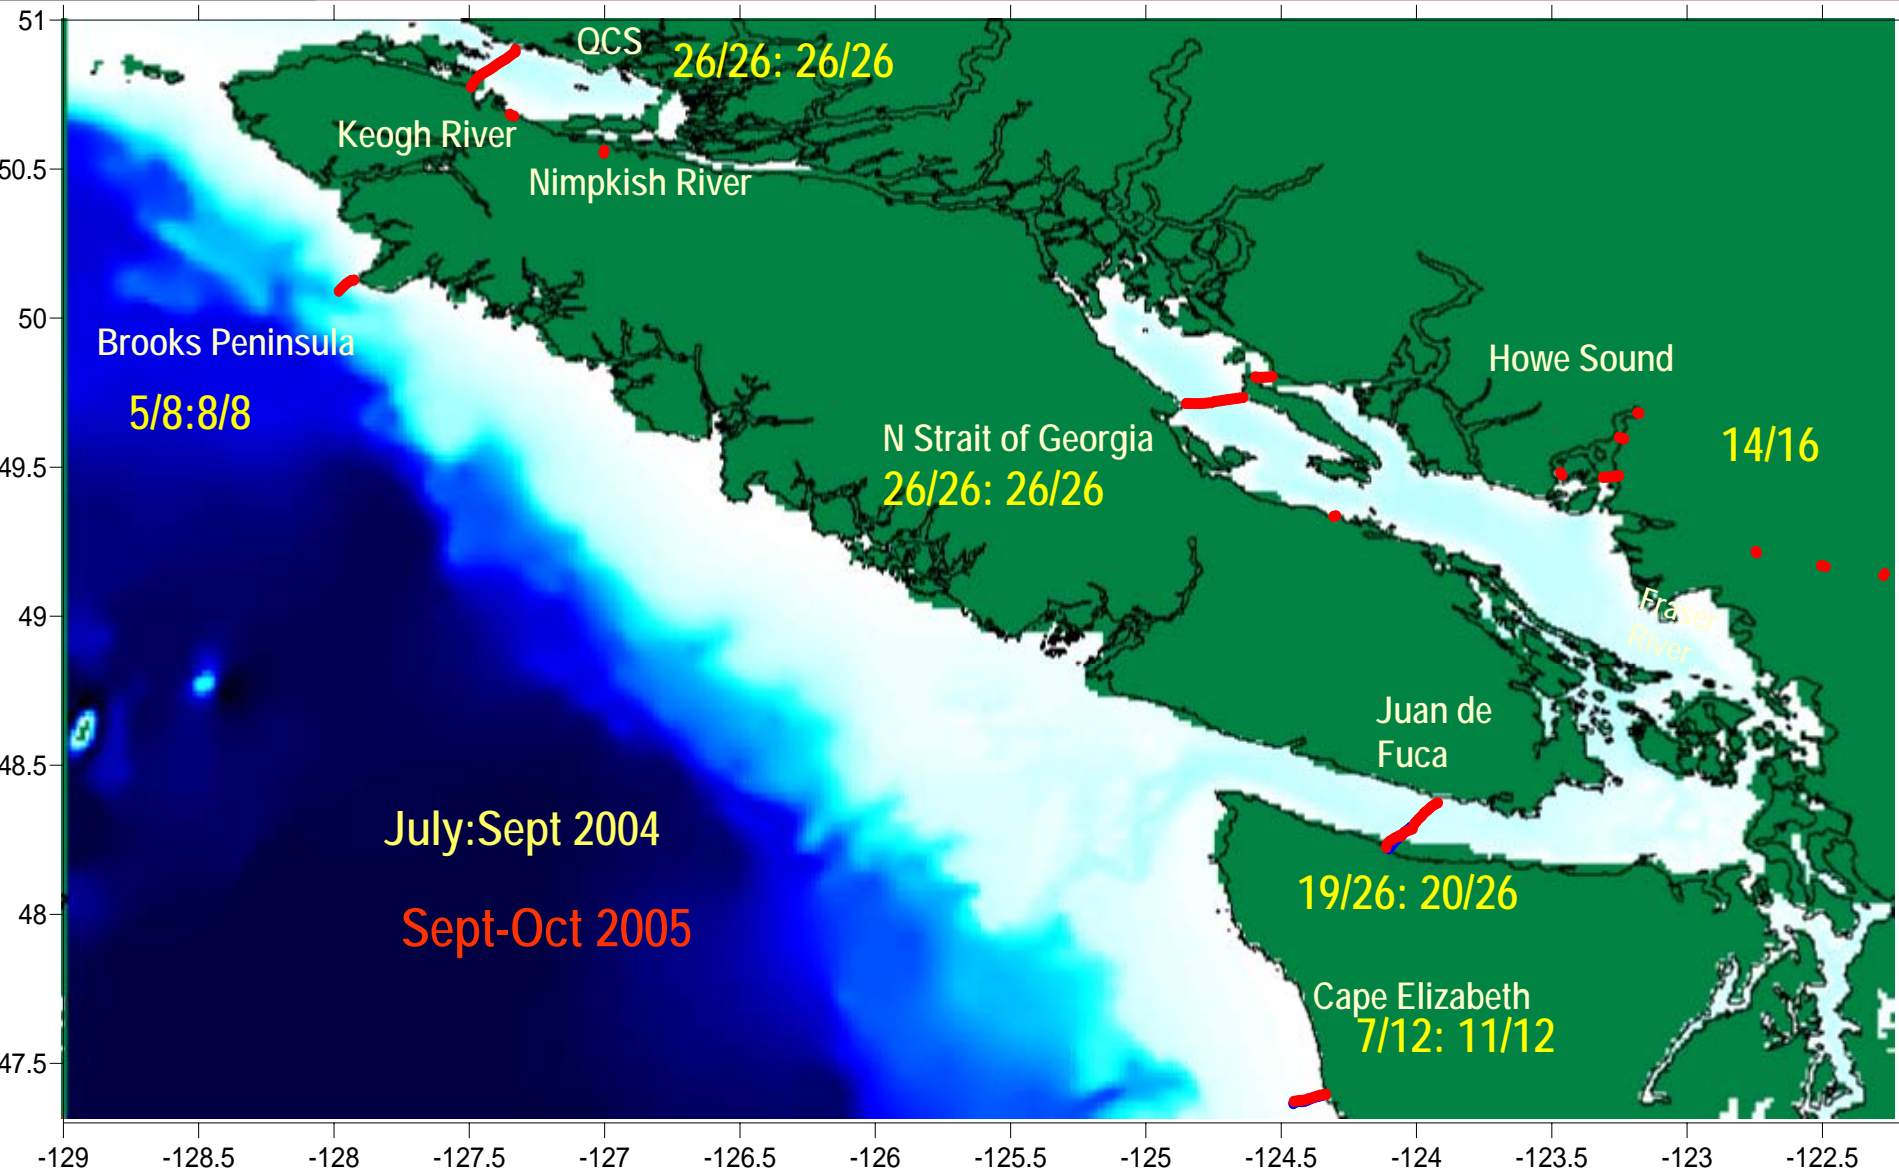 51
QCS
26/26: 26/26
Keogh River
50.5
Nimpkish River
50
Brooks Peninsula
5/8:8/8
Howe Sound
14/16
N Strait of Georgia
26/26: 26/26
49.5
49
Fraser
River
Juan de
Fuca
48.5
July:Sept 2004
19/26: 20/26
48
Sept-Oct 2005
Cape Elizabeth
7/12: 11/12
47.5
-129 -128.5 -128 -127.5 -127 -126.5 -126 -125.5 -125 -124.5 -124 -123.5 -123 -122.5